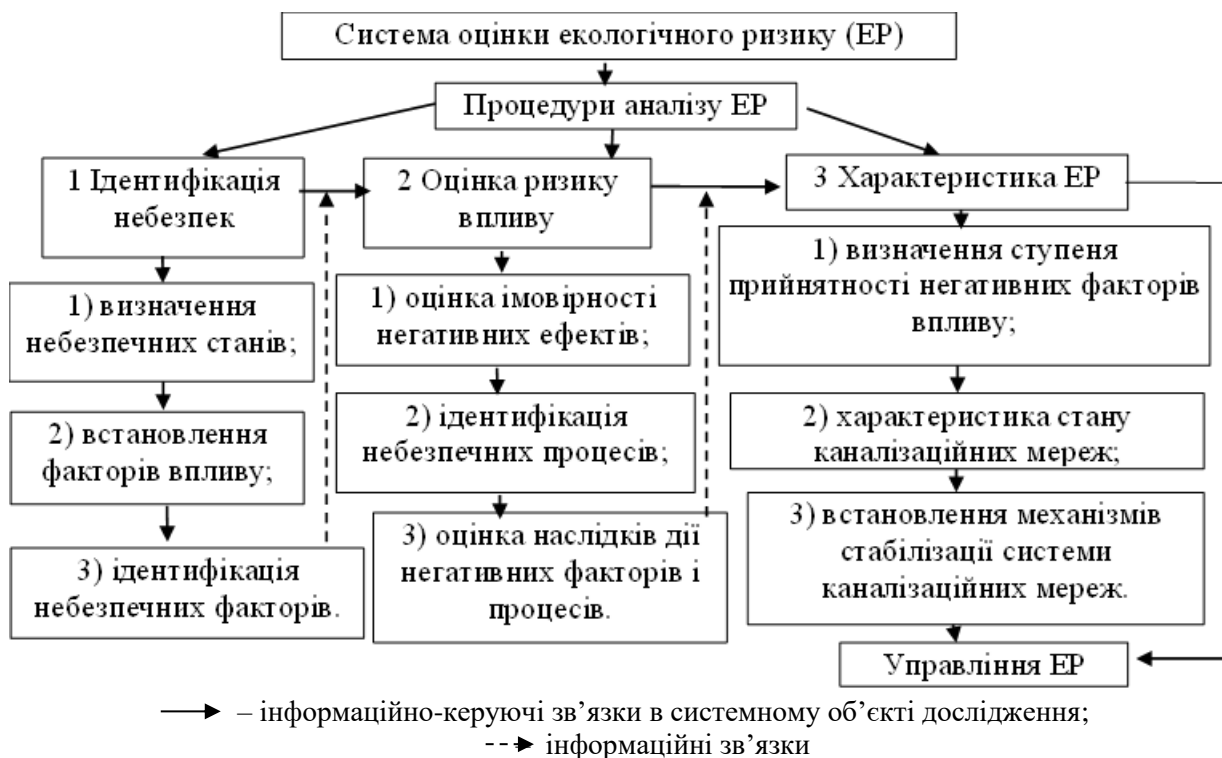 Система оцінки екологічного ризику (ЕР)
Процедури аналізу ЕР
1 Ідентифікація
небезпек
2 Оцінка ризику
впливу
3 Характеристика ЕР
1) визначення
небезпечних станів;
2) встановлення
факторів впливу;
3) ідентифікація
небезпечних факторів.
1) оцінка імовірності
негативних ефектів;
2) ідентифікація
небезпечних процесів;
3) оцінка наслідків дії
негативних факторів і
процесів.
1) визначення ступеня
прийнятності негативних факторів
впливу;
2) характеристика стану
каналізаційних мереж;
3) встановлення механізмів
стабілізації системи
каналізаційних мереж.
Управління ЕР
– інформаційно-керуючі зв’язки в системному об’єкті дослідження;
інформаційні зв’язки